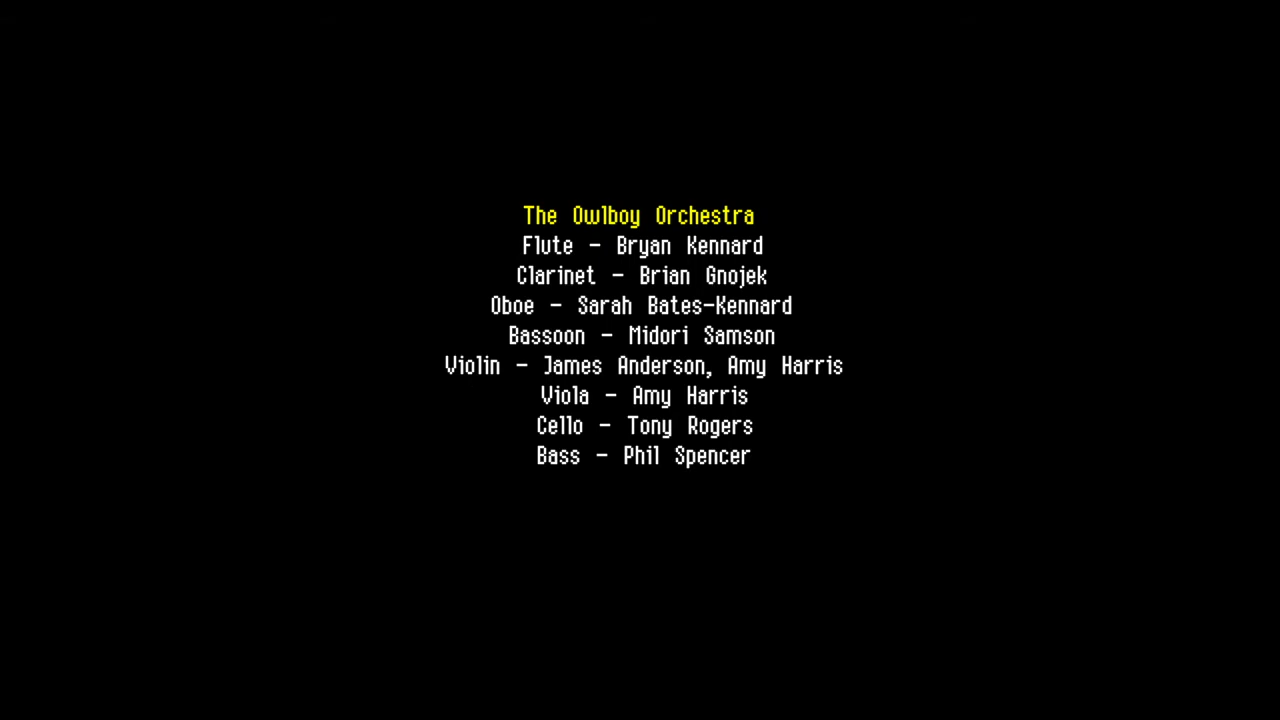 The Owlboy Orchestra
Flute - Bryan Kennard
Clarinet - Brian Gnojek
Oboe - Sarah Bates-Kennard
Bassoon - Midori Samson
Violin - James Anderson, Amy Harris
Viola - Amy Harris
Cello - Tony Rogers
Bass - Phil Spencer